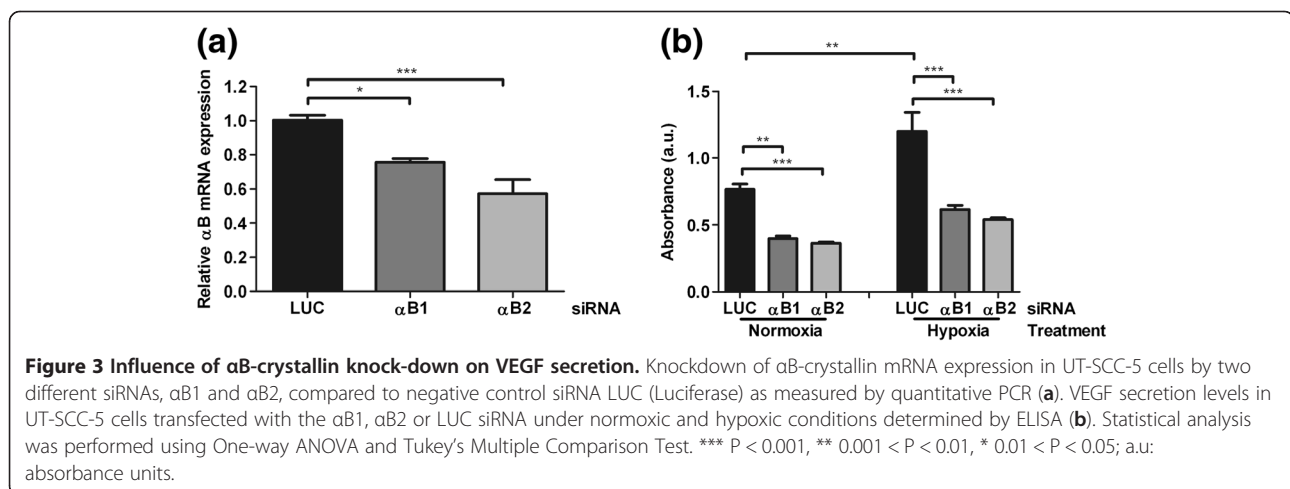 (a)
(b)
***
*
1.2
1.0
0.8
0.6
0.4
0.2
0.0
Relative αB mRNA expression
LUC αB1 αB2 siRNA
**
***
***
**
***
1.5
1.0
0.5
0.0
Absorbance (a.u.)
LUC αB1 αB2 LUC αB1 αB2 siRNA
Normoxia Hypoxia Treatment
Figure 3 Influence of αB-crystallin knock-down on VEGF secretion. Knockdown of αB-crystallin mRNA expression in UT-SCC-5 cells by two
different siRNAs, αB1 and αB2, compared to negative control siRNA LUC (Luciferase) as measured by quantitative PCR (a). VEGF secretion levels in
UT-SCC-5 cells transfected with the αB1, αB2 or LUC siRNA under normoxic and hypoxic conditions determined by ELISA (b). Statistical analysis
was performed using One-way ANOVA and Tukey's Multiple Comparison Test. *** P < 0.001, ** 0.001 < P < 0.01, * 0.01 < P < 0.05; a.u:
absorbance units.